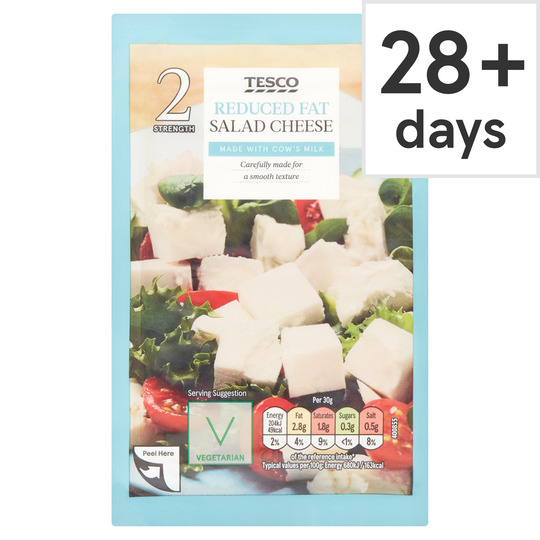 28+
days
2
STRENGTH
TESCO
REDUCED FAT
SALAD CHEESE
MADE WITH COW'S MILK
Carefully made for
a smooth texture
Serving Suggestion
VEGETARIAN
Peel Here
Per 30g
Energy Fat Saturates Sugars Salt
204kJ 2.8g 1.8g 0.3g 0.5g
49kcal
2% 4% 9% <1% 8%
of the reference intake*
Typical values per 100g: Energy 680kJ / 163kcal
400855